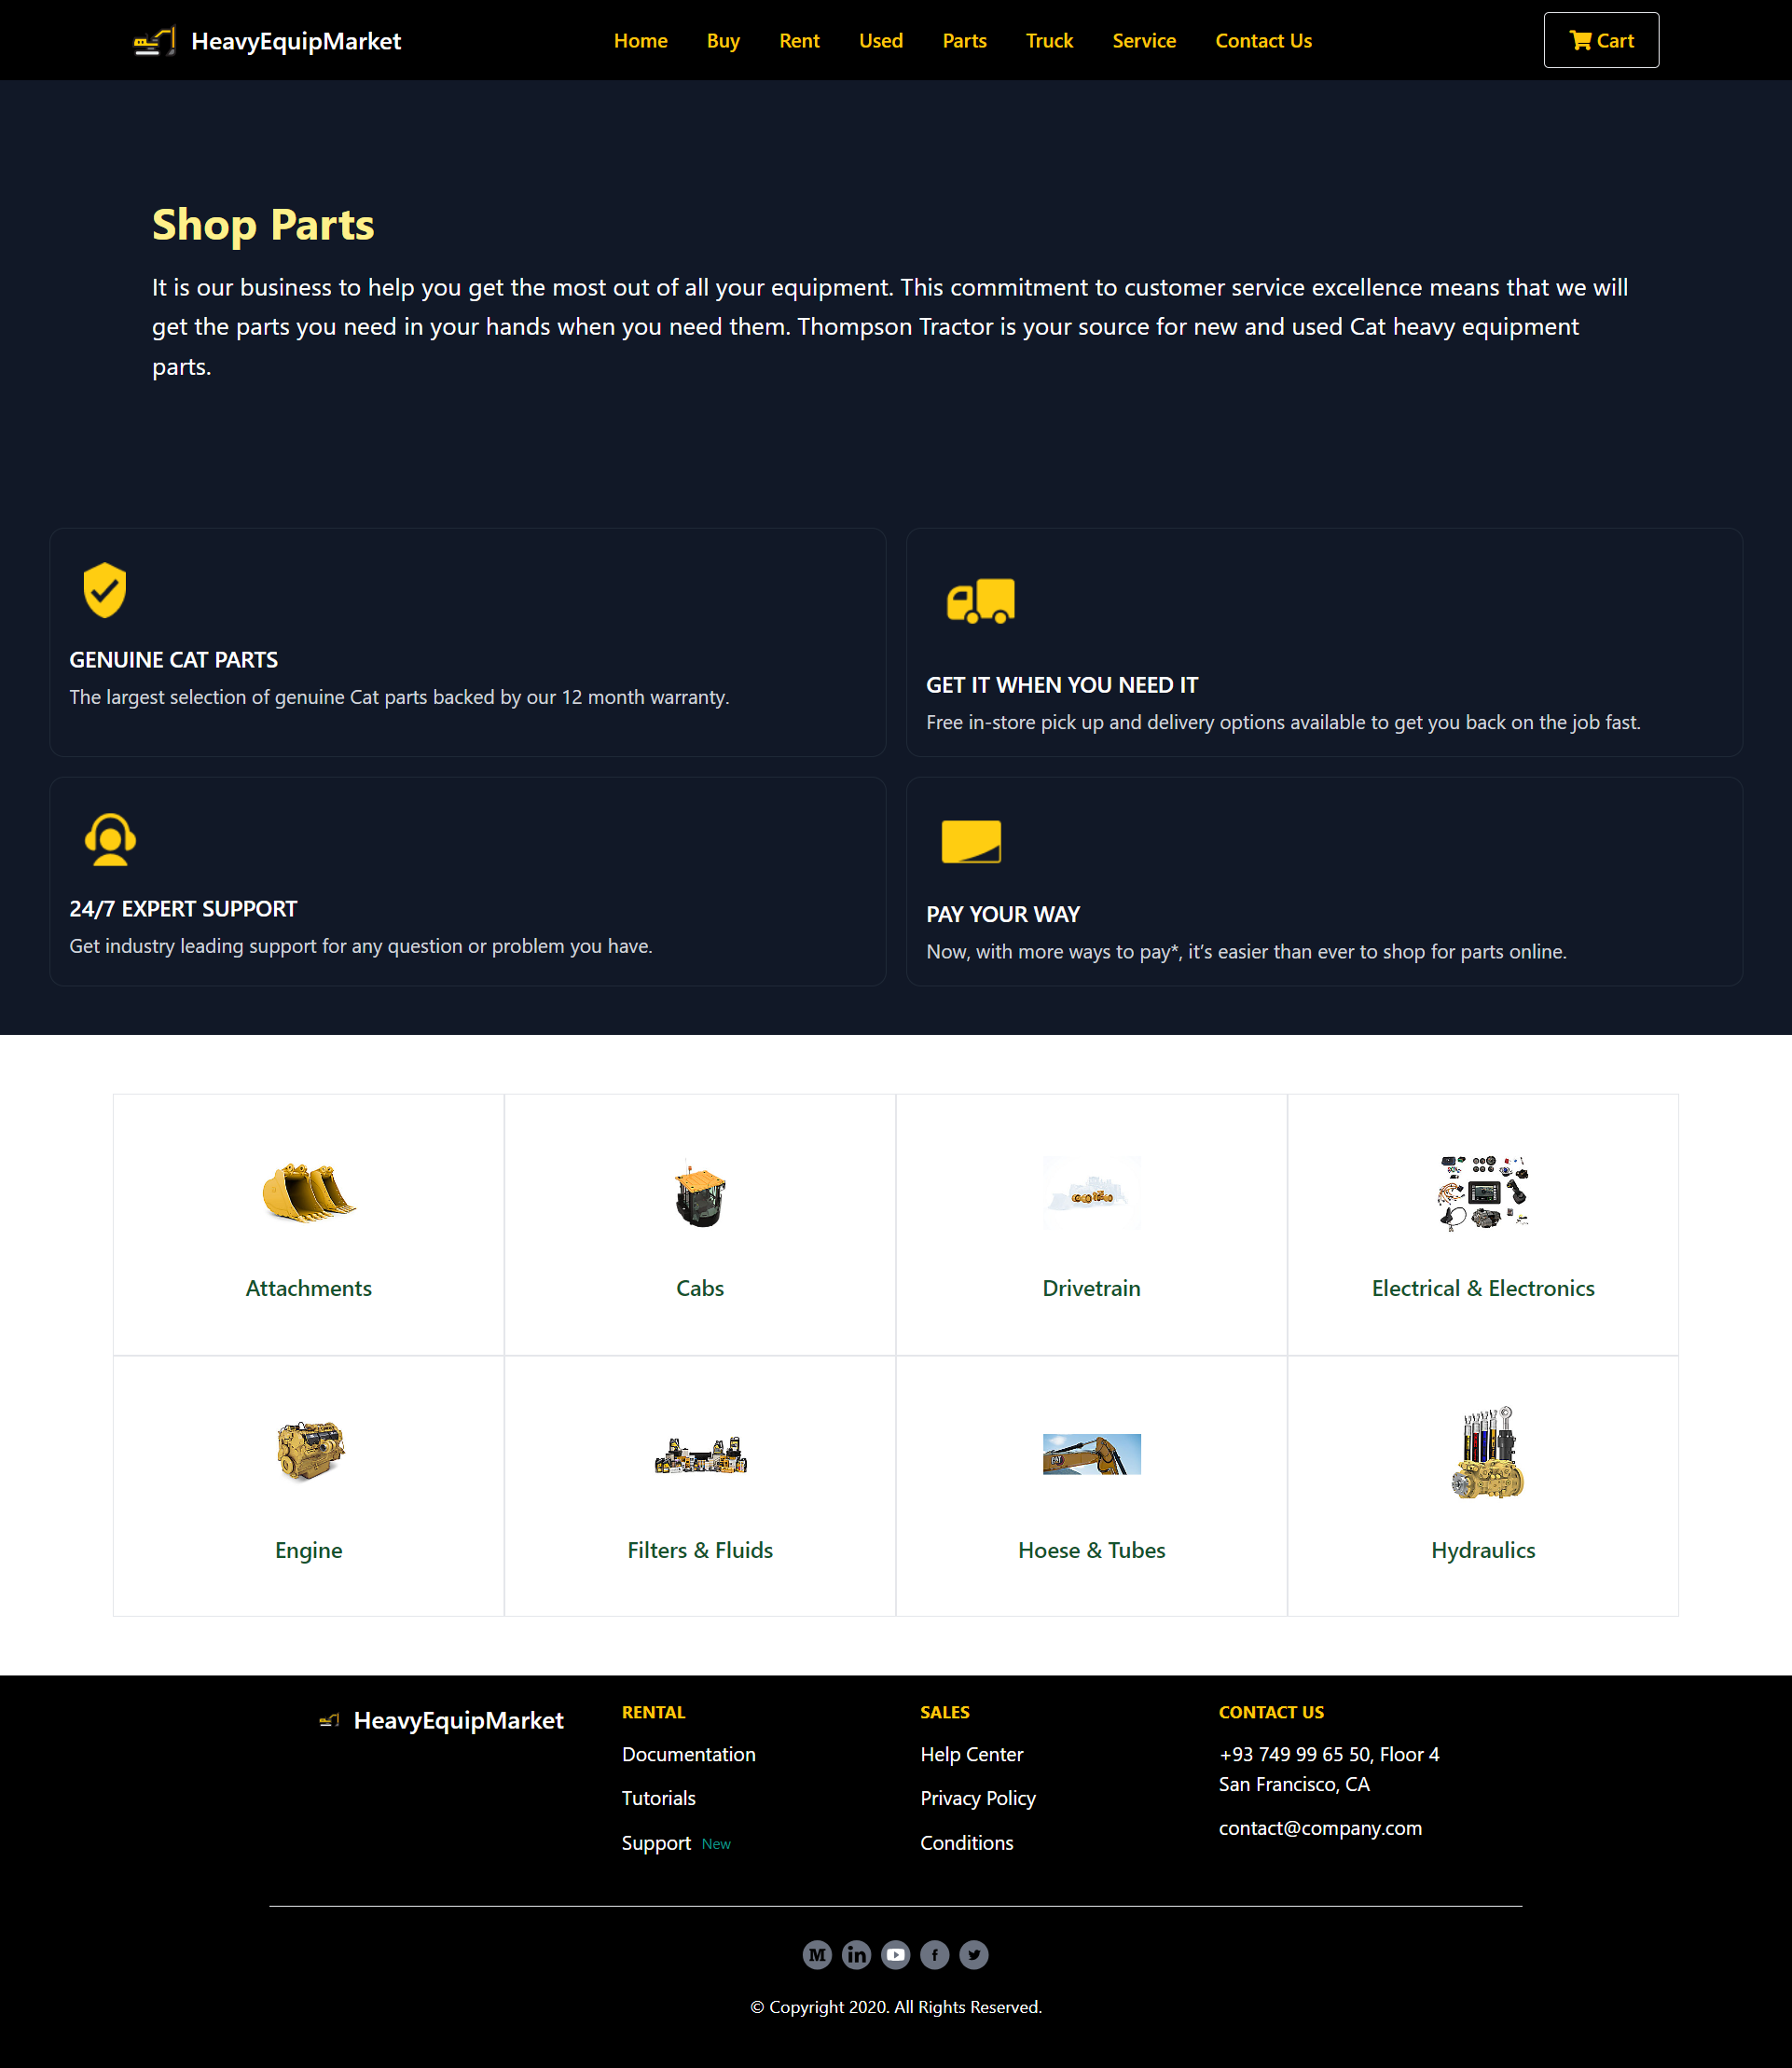 HeavyEquipMarket
Home Buy Rent Used Parts Truck Service Contact Us
Cart
Shop Parts
It is our business to help you get the most out of all your equipment. This commitment to customer service excellence means that we will
get the parts you need in your hands when you need them. Thompson Tractor is your source for new and used Cat heavy equipment
parts.
GENUINE CAT PARTS
The largest selection of genuine Cat parts backed by our 12 month warranty.
GET IT WHEN YOU NEED IT
Free in-store pick up and delivery options available to get you back on the job fast.
24/7 EXPERT SUPPORT
Get industry leading support for any question or problem you have.
PAY YOUR WAY
Now, with more ways to pay*, it’s easier than ever to shop for parts online.
Attachments
Cabs
Drivetrain
Electrical & Electronics
Engine
Filters & Fluids
CAT
Hoese & Tubes
Hydraulics
HeavyEquipMarket
RENTAL
Documentation
Tutorials
Support New
SALES
Help Center
Privacy Policy
Conditions
CONTACT US
+93 749 99 65 50, Floor 4
San Francisco, CA
contact@company.com
© Copyright 2020. All Rights Reserved.